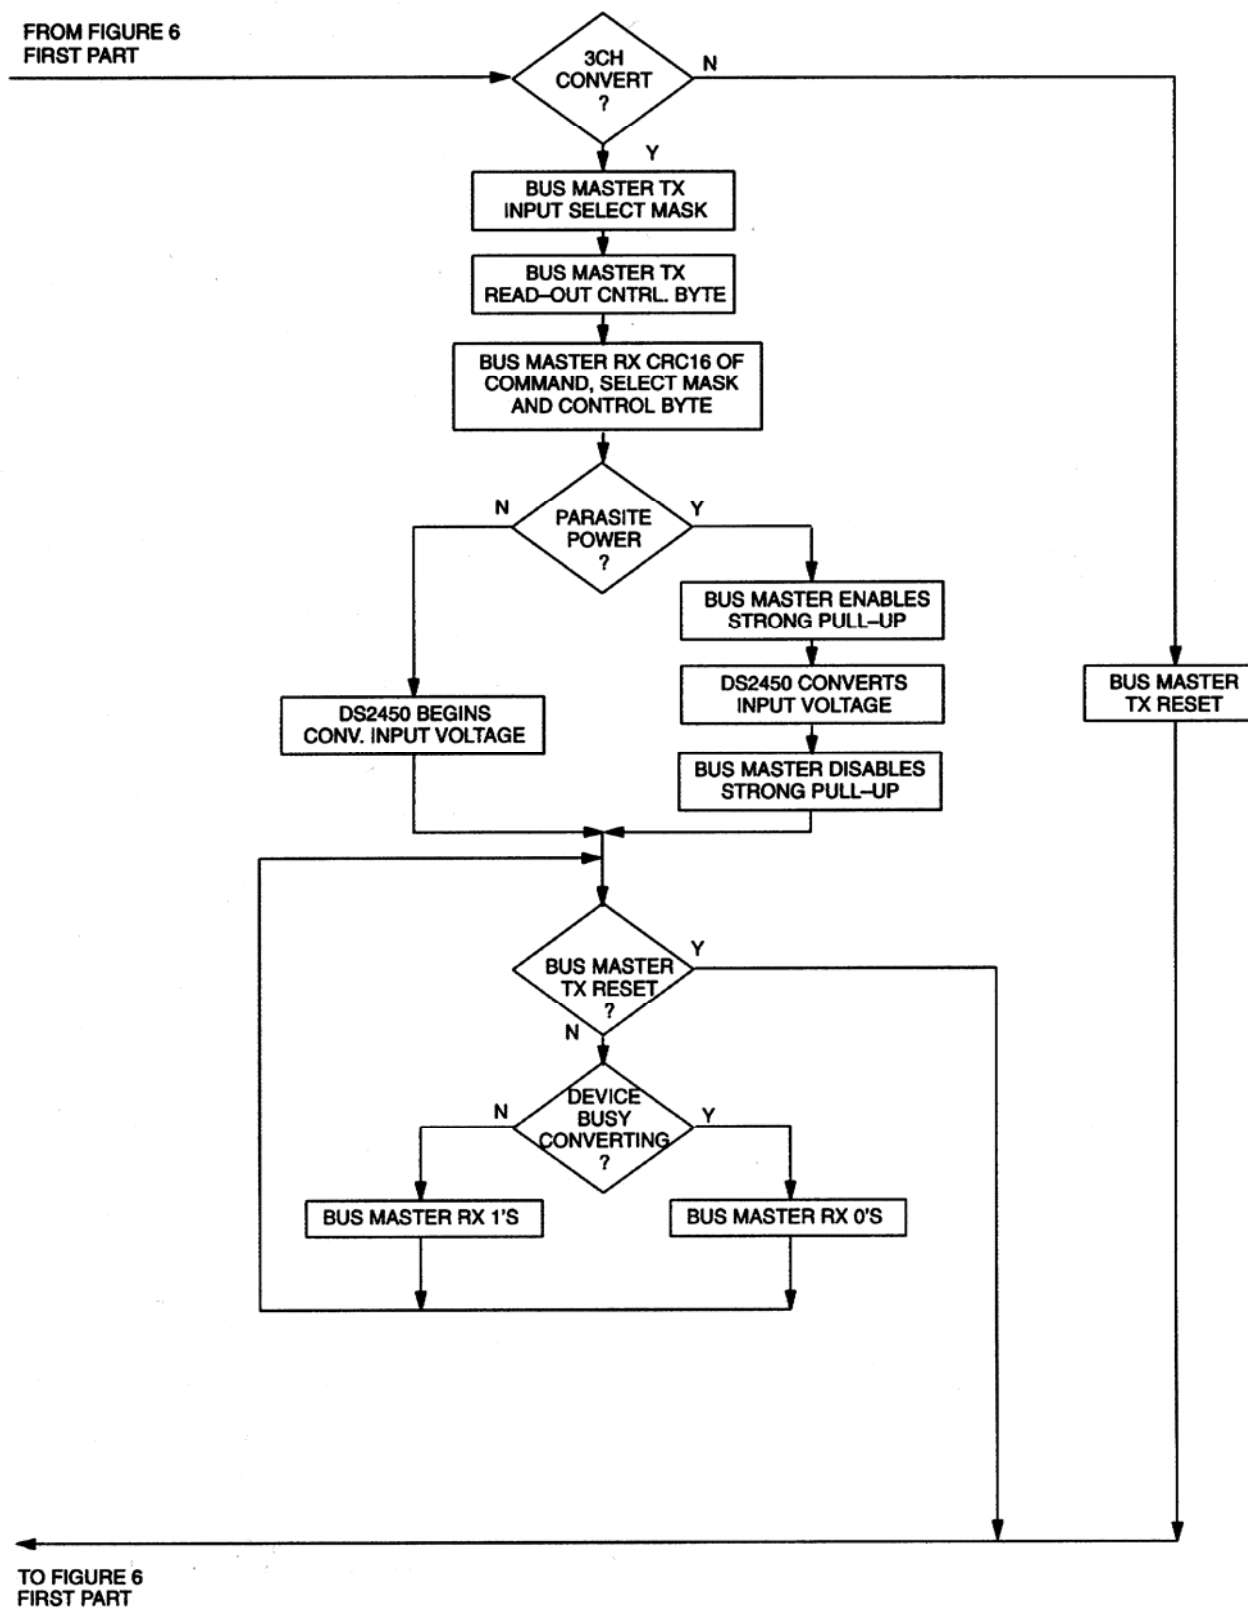 FROM FIGURE 6
FIRST PART
3CH
CONVERT
?
N
Y
BUS MASTER TX
INPUT SELECT MASK
BUS MASTER TX
READ–OUT CNTRL. BYTE
BUS MASTER RX CRC16 OF
COMMAND, SELECT MASK
AND CONTROL BYTE
N
PARASITE
POWER
?
Y
BUS MASTER ENABLES
STRONG PULL–UP
DS2450 CONVERTS
INPUT VOLTAGE
BUS MASTER DISABLES
STRONG PULL–UP
DS2450 BEGINS
CONV. INPUT VOLTAGE
BUS MASTER
TX RESET
BUS MASTER
TX RESET
?
Y
N
DEVICE
BUSY
CONVERTING
?
N
Y
BUS MASTER RX 1'S
BUS MASTER RX 0'S
TO FIGURE 6
FIRST PART